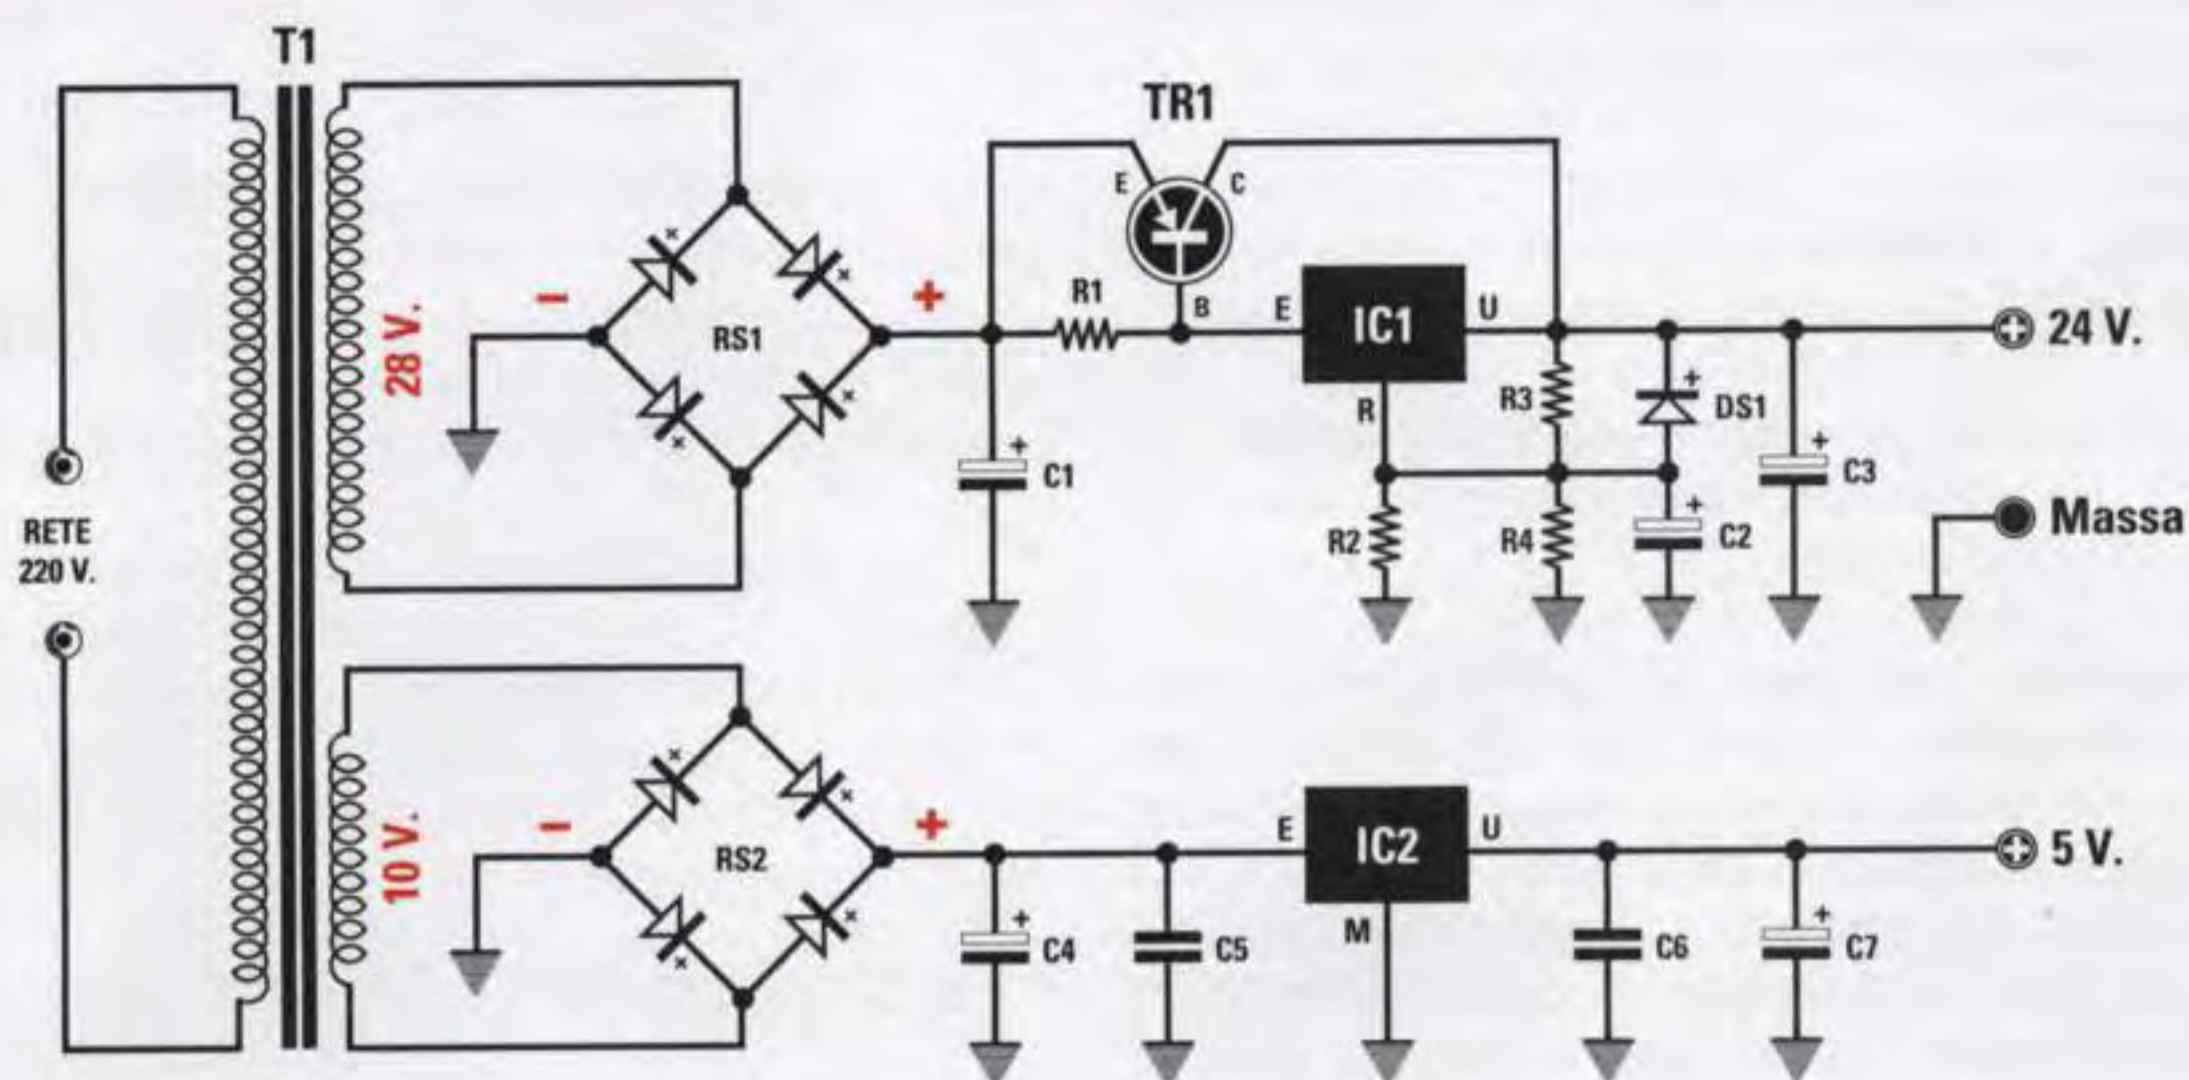 T1
TR1
E
C
RETE
220 V.
28 V.
–
RS1
+
R1
B
E
IC1
U
24 V.
R
R3
+
DS1
+
C1
+
C3
R2
R4
+
C2
Massa
10 V.
–
RS2
+
E
IC2
U
5 V.
M
+
C4
C5
C6
+
C7